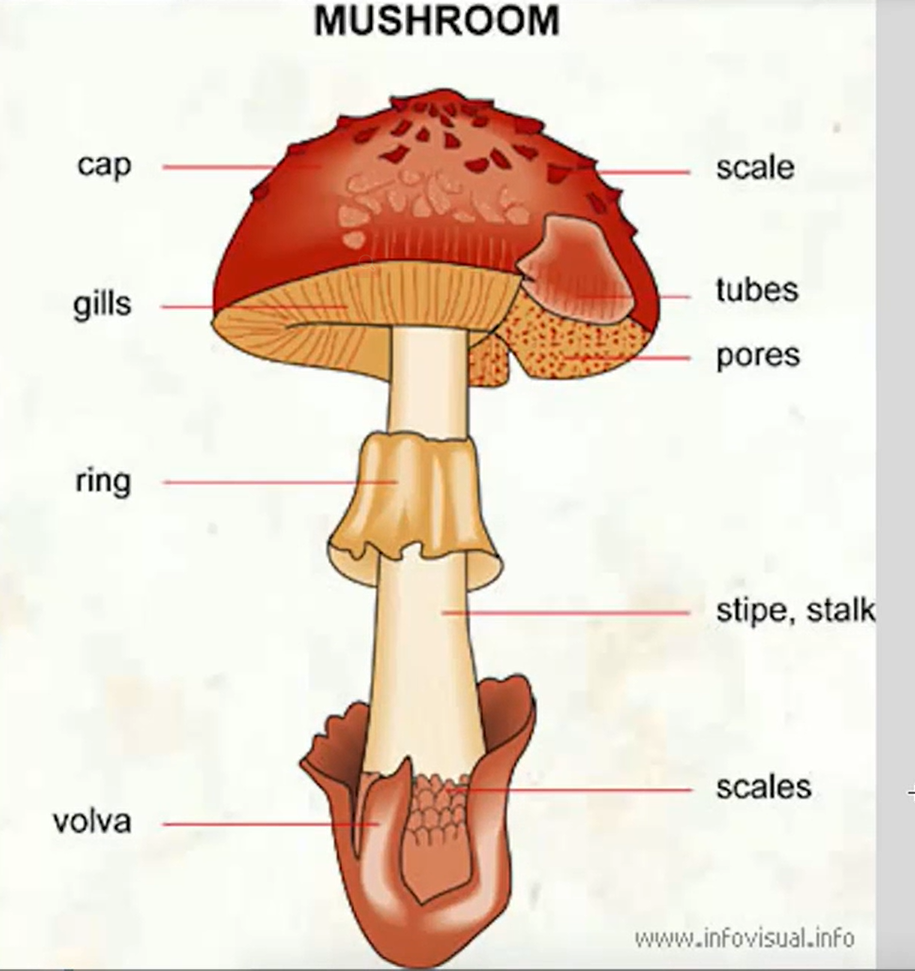 MUSHROOM
cap
scale
gills
tubes
pores
ring
stipe, stalk
scales
volva
www.infovisual.info